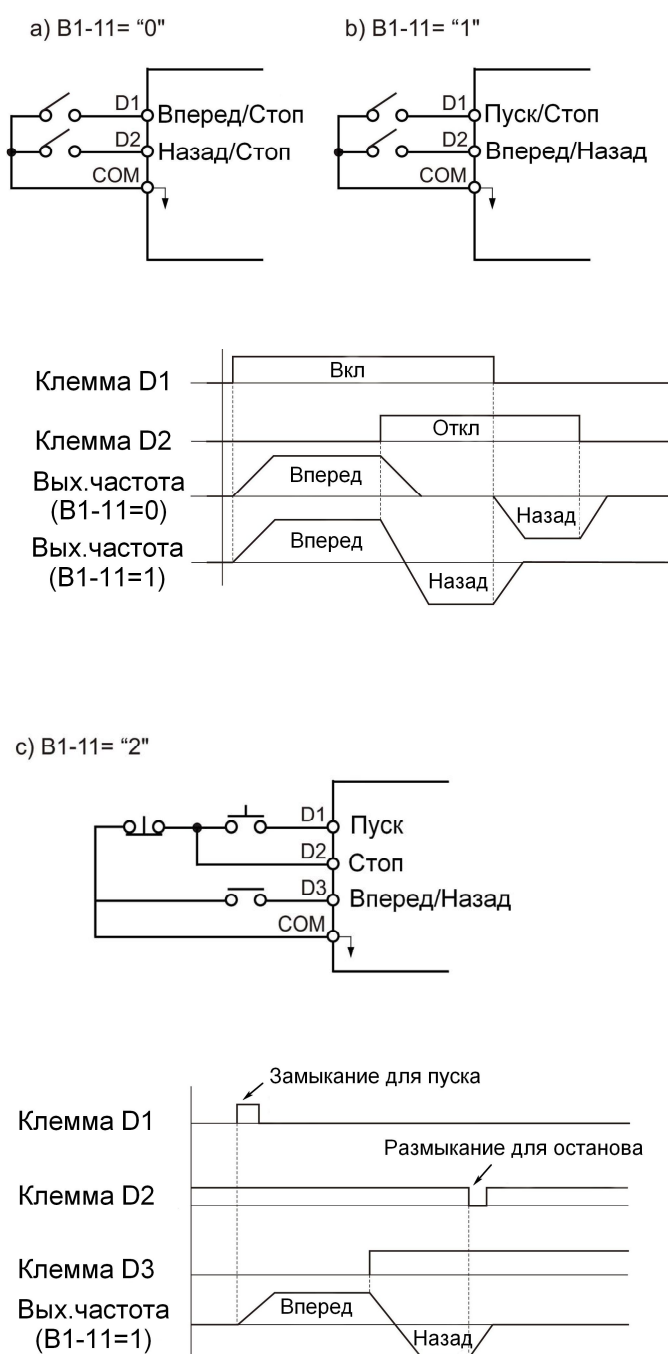 a) B1-11= “0"
b) B1-11= “1"
D1 Вперед/Стоп
D2 Назад/Стоп
COM
D1 Пуск/Стоп
D2 Вперед/Назад
COM
Клемма D1
Вкл
Клемма D2
Откл
Вых.частота
(B1-11=0)
Вперед
Назад
Вых.частота
(B1-11=1)
Вперед
Назад
c) B1-11= “2"
D1 Пуск
D2 Стоп
D3 Вперед/Назад
COM
Замыкание для пуска
Клемма D1
Размыкание для останова
Клемма D2
Клемма D3
Вых.частота
(B1-11=1)
Вперед
Назад